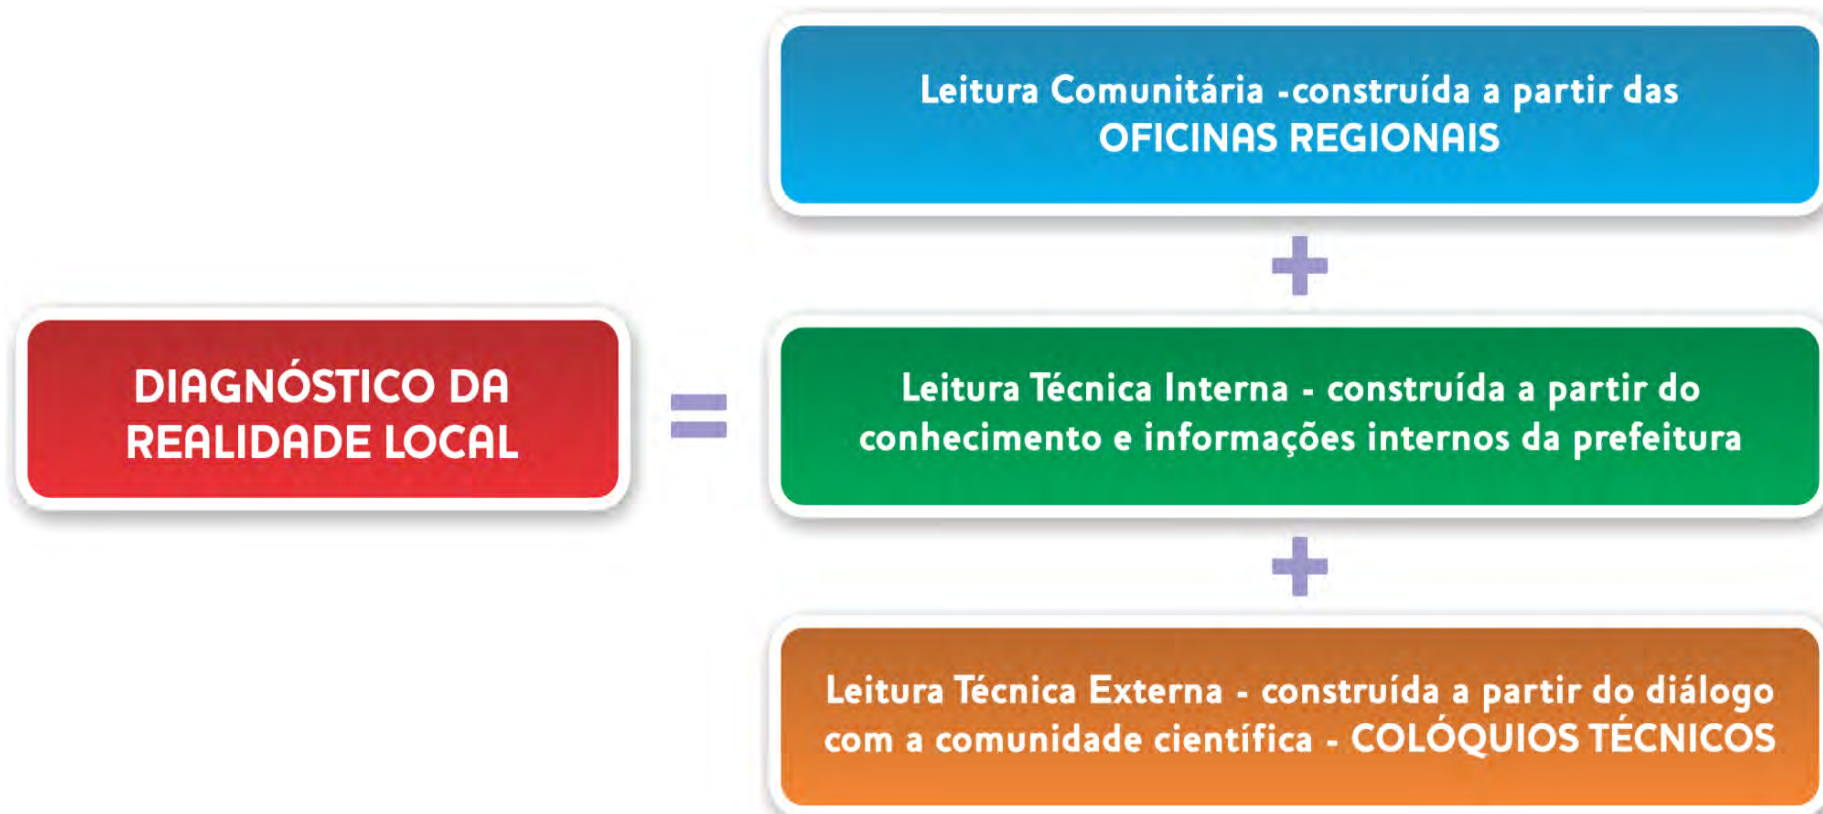 Leitura Comunitária -construída a partir das
OFICINAS REGIONAIS
+
DIAGNÓSTICO DA
REALIDADE LOCAL
=
Leitura Técnica Interna - construída a partir do
conhecimento e informações internos da prefeitura
+
Leitura Técnica Externa - construída a partir do diálogo
com a comunidade científica - COLÓQUIOS TÉCNICOS